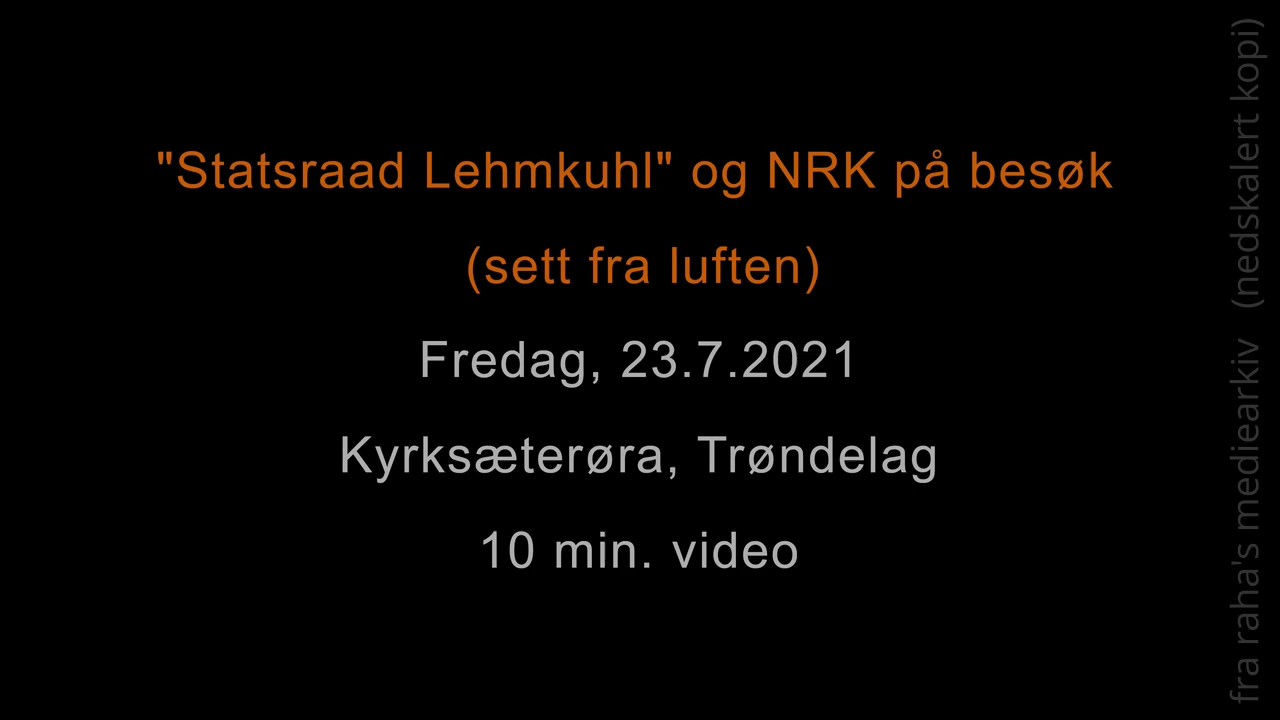 "Statsraad Lehmkuhl" og NRK på besøk
(sett fra luften)
Fredag, 23.7.2021
Kyrksæterøra, Trøndelag
10 min. video
fra raha's mediearkiv (nedskalert kopi)